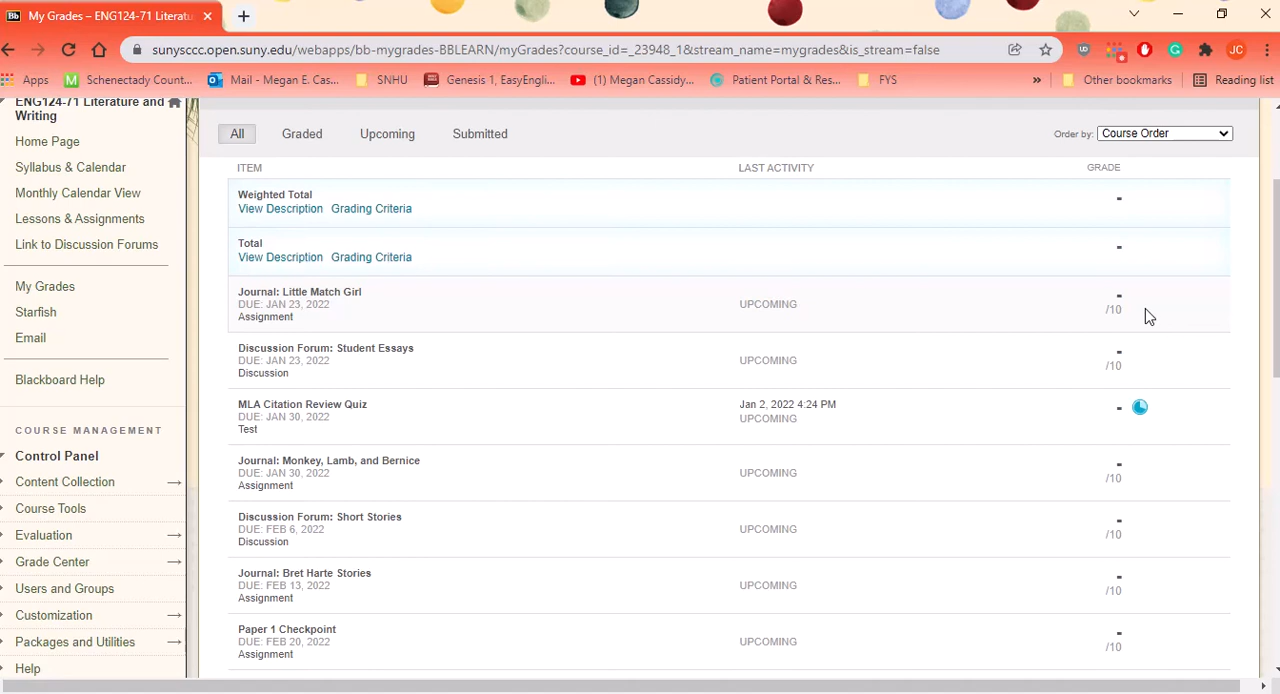 Bb My Grades – ENG124-71 Literatu
sunysccc.open.suny.edu/webapps/bb-mygrades-BBLEARN/myGrades?course_id=_23948_1&stream_name=mygrades&is_stream=false
JC
Apps M Schenectady Count... Mail - Megan E. Cas... SNHU Genesis 1, EasyEngli... (1) Megan Cassidy... Patient Portal & Res... FYS » Other bookmarks Reading list
ENG124-71 Literature and
Writing
Home Page
Syllabus & Calendar
Monthly Calendar View
Lessons & Assignments
Link to Discussion Forums
My Grades
Starfish
Email
Blackboard Help
COURSE MANAGEMENT
Control Panel
Content Collection
Course Tools
Evaluation
Grade Center
Users and Groups
Customization
Packages and Utilities
Help
All Graded Upcoming Submitted Order by: Course Order
ITEM LAST ACTIVITY GRADE
Weighted Total -
View Description Grading Criteria
Total -
View Description Grading Criteria
Journal: Little Match Girl -
DUE: JAN 23, 2022 UPCOMING /10
Assignment
Discussion Forum: Student Essays -
DUE: JAN 23, 2022 UPCOMING /10
Discussion
MLA Citation Review Quiz Jan 2, 2022 4:24 PM -
DUE: JAN 30, 2022 UPCOMING
Test
Journal: Monkey, Lamb, and Bernice -
DUE: JAN 30, 2022 UPCOMING /10
Assignment
Discussion Forum: Short Stories -
DUE: FEB 6, 2022 UPCOMING /10
Discussion
Journal: Bret Harte Stories -
DUE: FEB 13, 2022 UPCOMING /10
Assignment
Paper 1 Checkpoint -
DUE: FEB 20, 2022 UPCOMING /10
Assignment